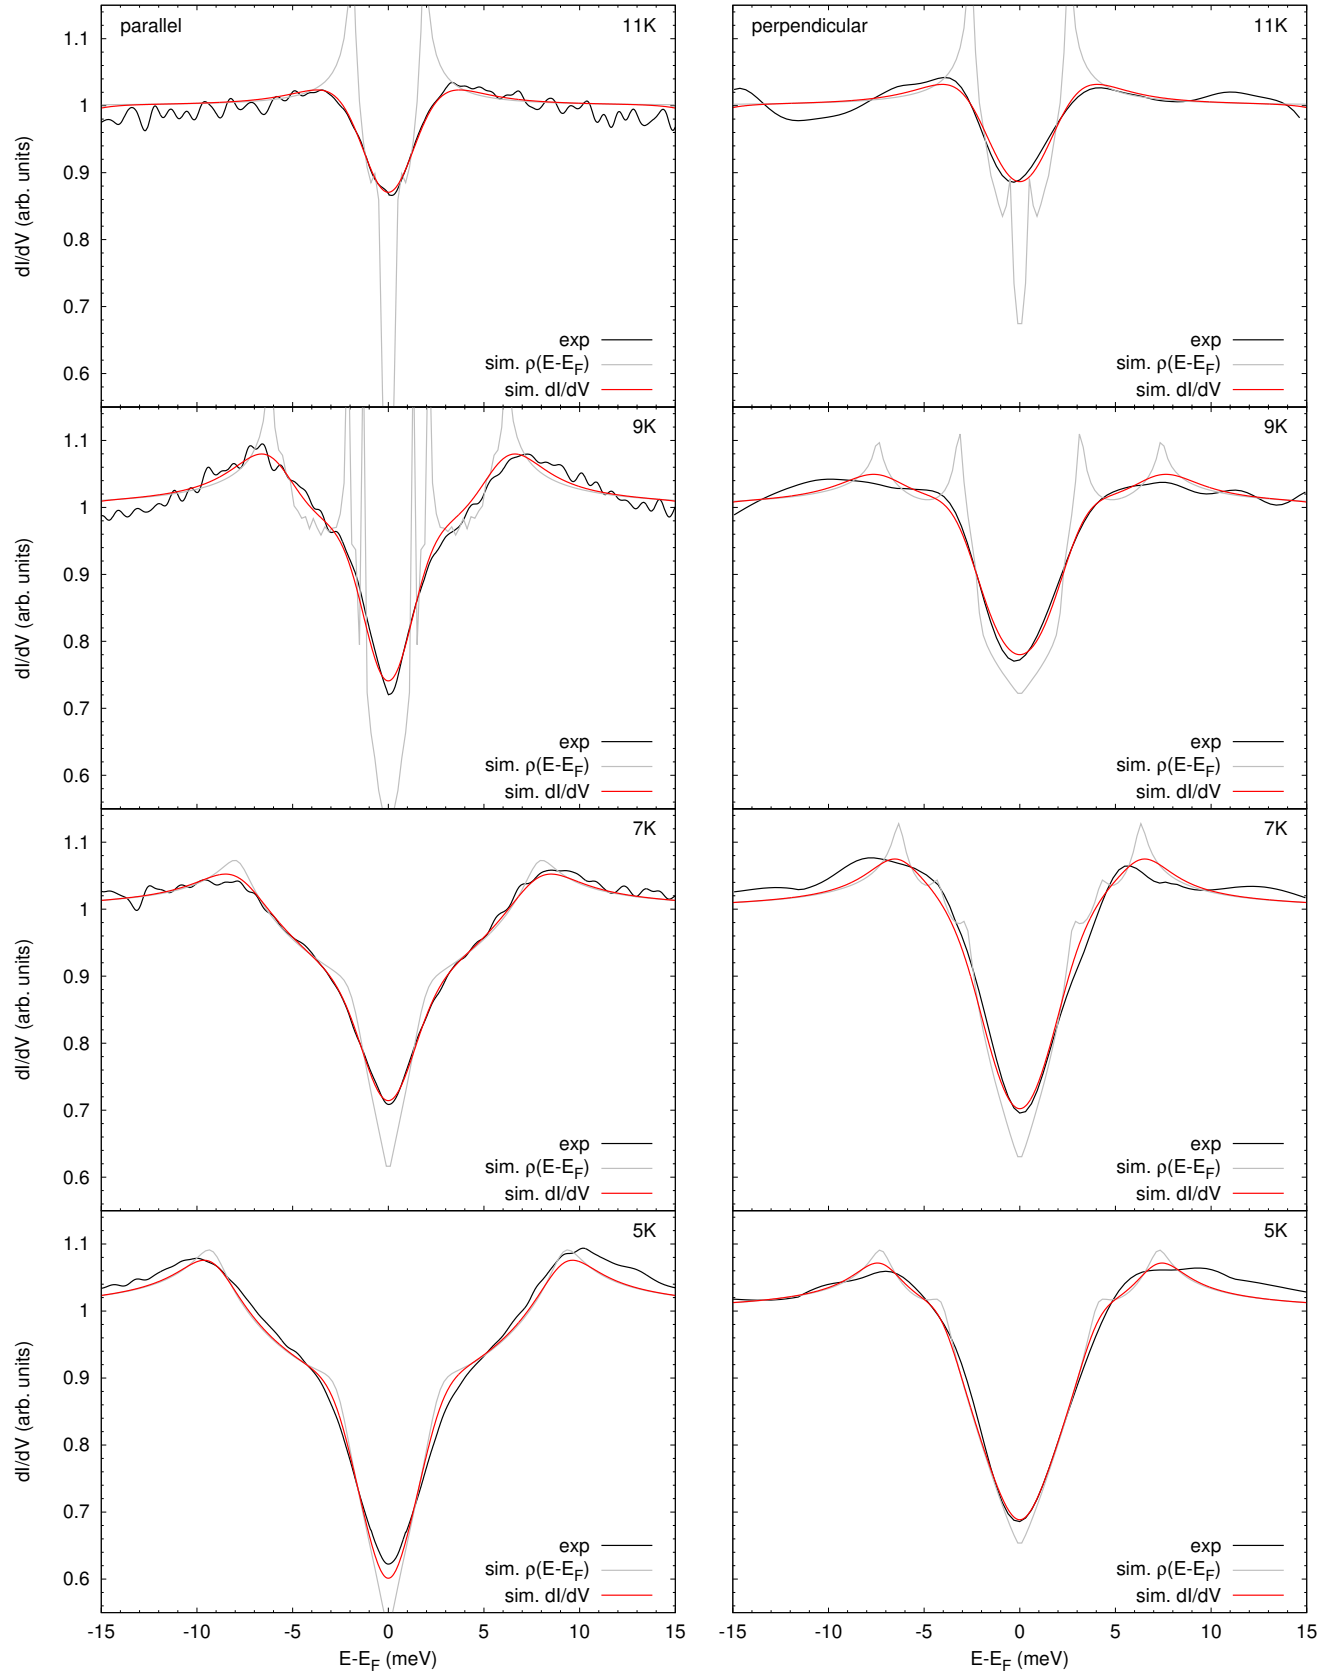 parallel 11K
1.1
1
0.9
0.8
0.7
0.6
dI/dV (arb. units)
exp
sim. ρ(E-E_F)
sim. dI/dV
perpendicular 11K
exp
sim. ρ(E-E_F)
sim. dI/dV
9K
1.1
1
0.9
0.8
0.7
0.6
dI/dV (arb. units)
exp
sim. ρ(E-E_F)
sim. dI/dV
9K
exp
sim. ρ(E-E_F)
sim. dI/dV
7K
1.1
1
0.9
0.8
0.7
0.6
dI/dV (arb. units)
exp
sim. ρ(E-E_F)
sim. dI/dV
7K
exp
sim. ρ(E-E_F)
sim. dI/dV
5K
1.1
1
0.9
0.8
0.7
0.6
dI/dV (arb. units)
exp
sim. ρ(E-E_F)
sim. dI/dV
-15 -10 -5 0 5 10 15
E-E_F (meV)
5K
exp
sim. ρ(E-E_F)
sim. dI/dV
-15 -10 -5 0 5 10 15
E-E_F (meV)